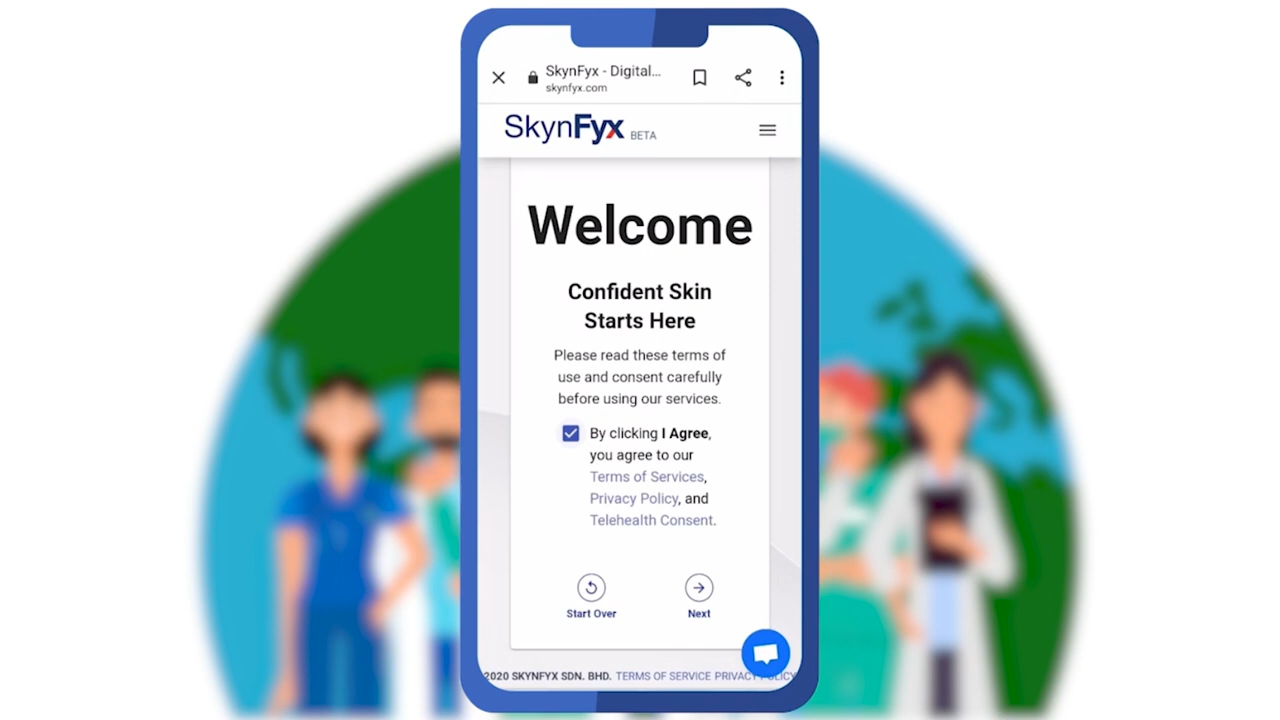 SkynFyx - Digital...
skynfyx.com
SkynFyx BETA
Welcome
Confident Skin
Starts Here
Please read these terms of
use and consent carefully
before using our services.
By clicking I Agree,
you agree to our
Terms of Services,
Privacy Policy, and
Telehealth Consent.
Start Over
Next
2020 SKYNFYX SDN. BHD. TERMS OF SERVICE PRIVACY POLICY